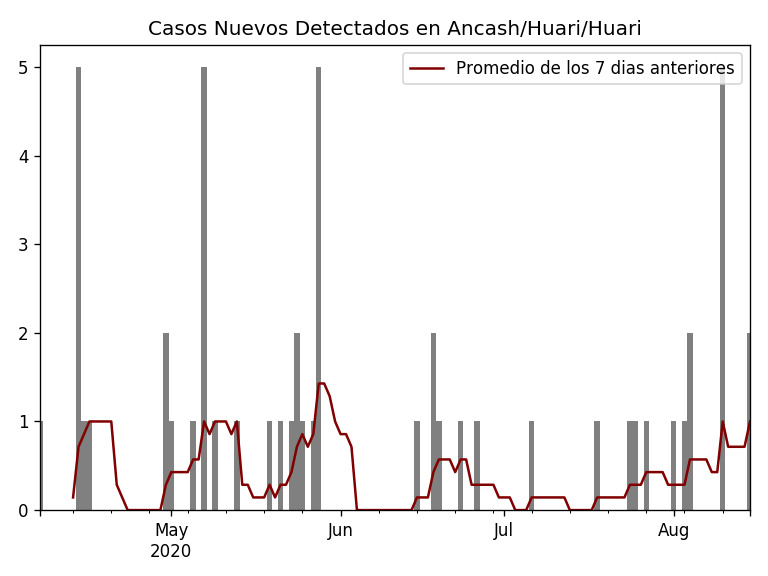 Casos Nuevos Detectados en Ancash/Huari/Huari
Promedio de los 7 dias anteriores
5
4
3
2
1
0
May
Jun
Jul
Aug
2020